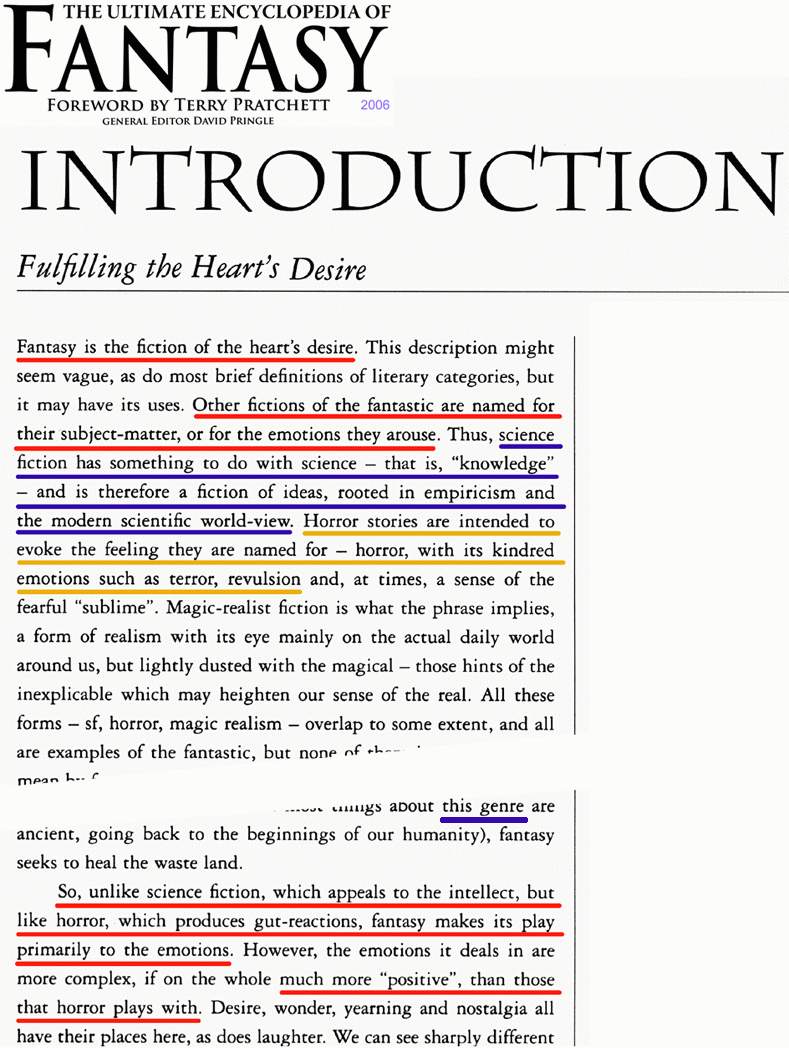 THE ULTIMATE ENCYCLOPEDIA OF
FANTASY
FOREWORD BY TERRY PRATCHETT 2006
GENERAL EDITOR DAVID PRINGLE
INTRODUCTION
Fulfilling the Heart's Desire
Fantasy is the fiction of the heart's desire. This description might
seem vague, as do most brief definitions of literary categories, but
it may have its uses. Other fictions of the fantastic are named for
their subject-matter, or for the emotions they arouse. Thus, science
fiction has something to do with science – that is, “knowledge”
– and is therefore a fiction of ideas, rooted in empiricism and
the modern scientific world-view. Horror stories are intended to
evoke the feeling they are named for – horror, with its kindred
emotions such as terror, revulsion and, at times, a sense of the
fearful “sublime”. Magic-realist fiction is what the phrase implies,
a form of realism with its eye mainly on the actual daily world
around us, but lightly dusted with the magical – those hints of the
inexplicable which may heighten our sense of the real. All these
forms – sf, horror, magic realism – overlap to some extent, and all
are examples of the fantastic, but none of
mean
things about this genre are
ancient, going back to the beginnings of our humanity), fantasy
seeks to heal the waste land.
So, unlike science fiction, which appeals to the intellect, but
like horror, which produces gut-reactions, fantasy makes its play
primarily to the emotions. However, the emotions it deals in are
more complex, if on the whole much more “positive”, than those
that horror plays with. Desire, wonder, yearning and nostalgia all
have their places here, as does laughter. We can see sharply different